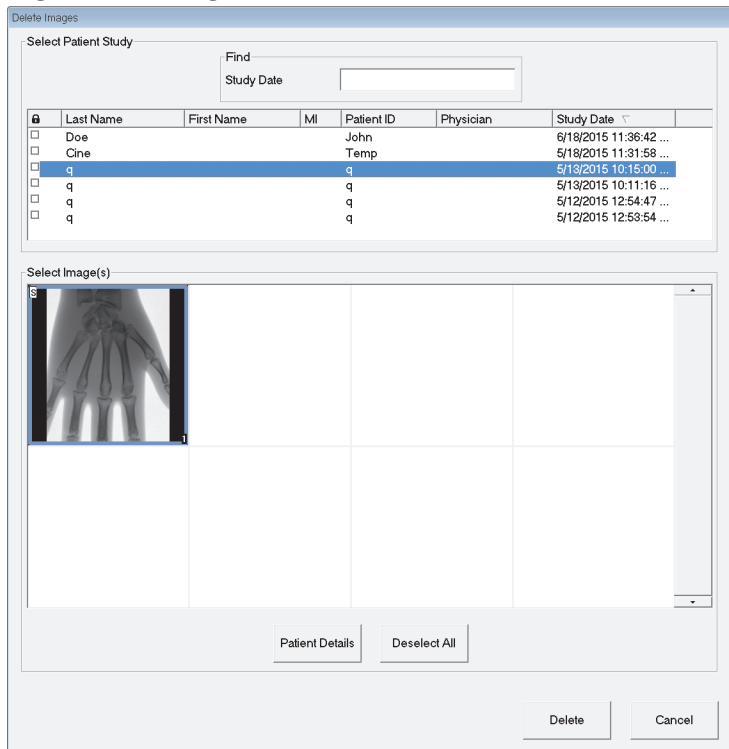 Delete Images
Select Patient Study
Find
Study Date
Last Name First Name MI Patient ID Physician Study Date
Doe John 6/18/2015 11:36:42 ...
Cine Temp 5/18/2015 11:31:58 ...
q q 5/13/2015 10:15:00 ...
q q 5/13/2015 10:11:16 ...
q q 5/12/2015 12:54:47 ...
q q 5/12/2015 12:53:54 ...
Select Image(s)
S
1
Patient Details Deselect All
Delete Cancel